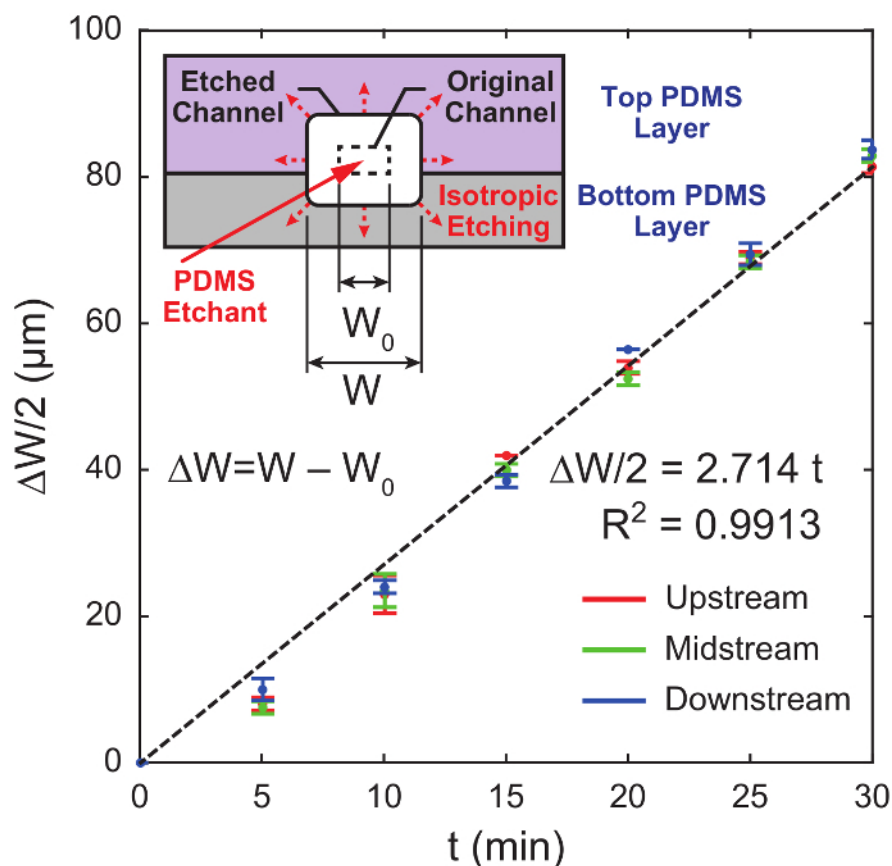 100
80
60
40
20
0
ΔW/2 (μm)
Etched
Channel
Original
Channel
Top PDMS
Layer
Isotropic
Etching
Bottom PDMS
Layer
PDMS
Etchant
W₀
W
ΔW=W – W₀
ΔW/2 = 2.714 t
R² = 0.9913
Upstream
Midstream
Downstream
0 5 10 15 20 25 30
t (min)